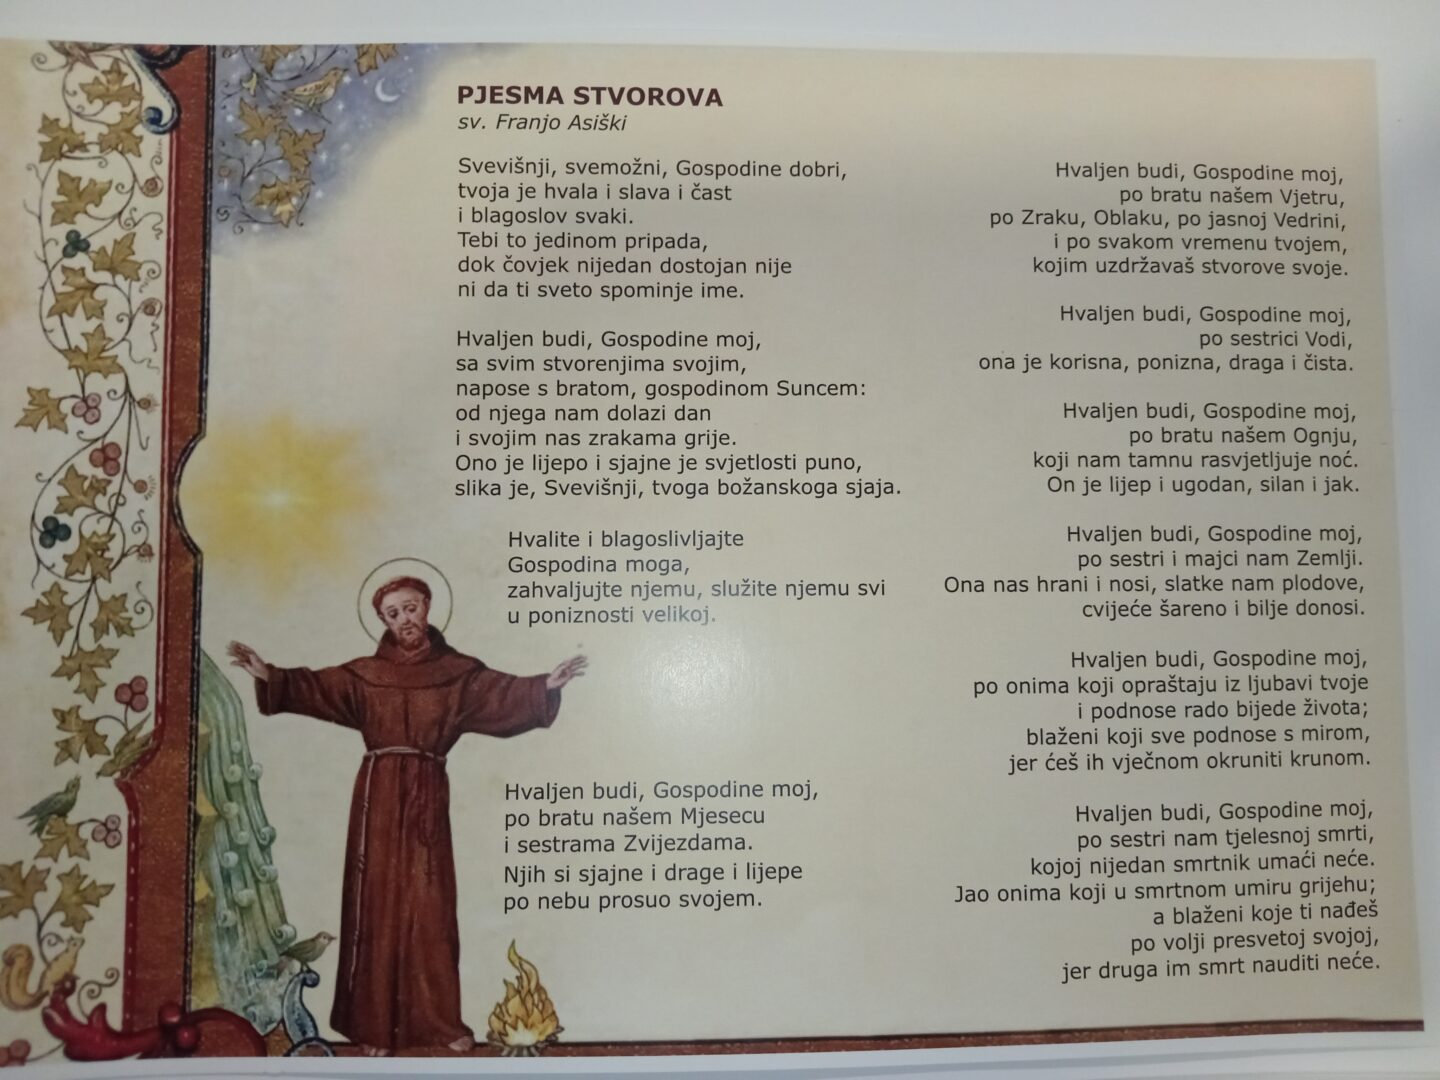 PJESMA STVOROVA
sv. Franjo Asiški
Svevišnji, svemožni, Gospodine dobri,
tvoja je hvala i slava i čast
i blagoslov svaki.
Tebi to jedinom pripada,
dok čovjek nijedan dostojan nije
ni da ti sveto spominje ime.
Hvaljen budi, Gospodine moj,
sa svim stvorenjima svojim,
napose s bratom, gospodinom Suncem:
od njega nam dolazi dan
i svojim nas zrakama grije.
Ono je lijepo i sjajne je svjetlosti puno,
slika je, Svevišnji, tvoga božanskoga sjaja.
Hvalite i blagoslivljajte
Gospodina moga,
zahvaljujte njemu, služite njemu svi
u poniznosti velikoj.
Hvaljen budi, Gospodine moj,
po bratu našem Mjesecu
i sestrama Zvijezdama.
Njih si sjajne i drage i lijepe
po nebu prosuo svojem.
Hvaljen budi, Gospodine moj,
po bratu našem Vjetru,
po Zraku, Oblaku, po jasnoj Vedrini,
i po svakom vremenu tvojem,
kojim uzdržavaš stvorove svoje.
Hvaljen budi, Gospodine moj,
po sestrici Vodi,
ona je korisna, ponizna, draga i čista.
Hvaljen budi, Gospodine moj,
po bratu našem Ognju,
koji nam tamnu rasvjetljuje noć.
On je lijep i ugodan, silan i jak.
Hvaljen budi, Gospodine moj,
po sestri i majci nam Zemlji.
Ona nas hrani i nosi, slatke nam plodove,
cvijeće šareno i bilje donosi.
Hvaljen budi, Gospodine moj,
po onima koji opraštaju iz ljubavi tvoje
i podnose rado bijede života;
blaženi koji sve podnose s mirom,
jer ćeš ih vječnom okruniti krunom.
Hvaljen budi, Gospodine moj,
po sestri nam tjelesnoj smrti,
kojoj nijedan smrtnik umaći neće.
Jao onima koji u smrtnom umiru grijehu;
a blaženi koje ti nađeš
po volji presvetoj svojoj,
jer druga im smrt nauditi neće.